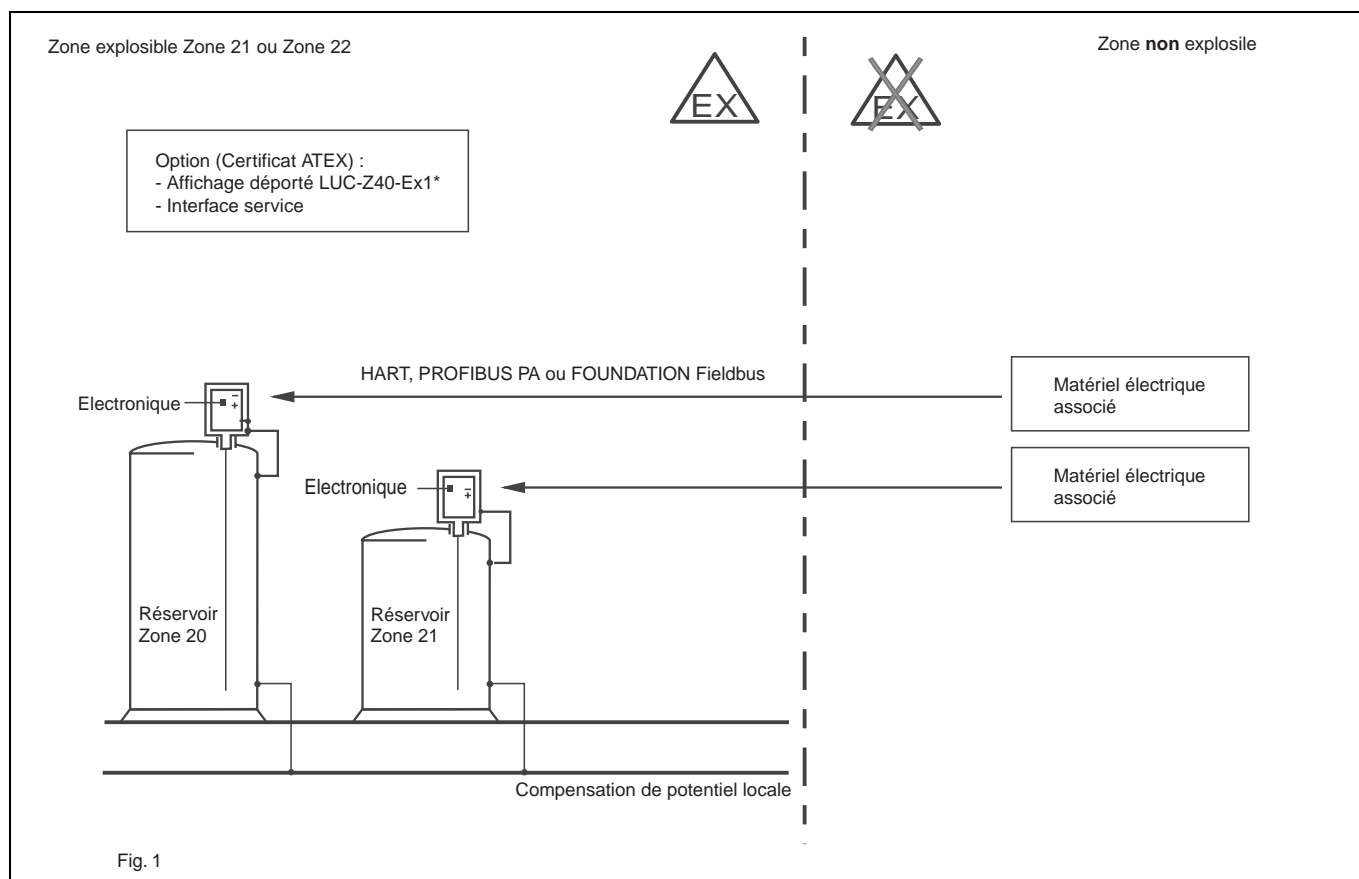 Zone explosible Zone 21 ou Zone 22
Zone non explosile
EX
EX
Option (Certificat ATEX) :
- Affichage déporté LUC-Z40-Ex1*
- Interface service
HART, PROFIBUS PA ou FOUNDATION Fieldbus
Matériel électrique
associé
Electronique
- +
Matériel électrique
associé
Electronique
- +
Réservoir
Zone 20
Réservoir
Zone 21
Compensation de potentiel locale
Fig. 1